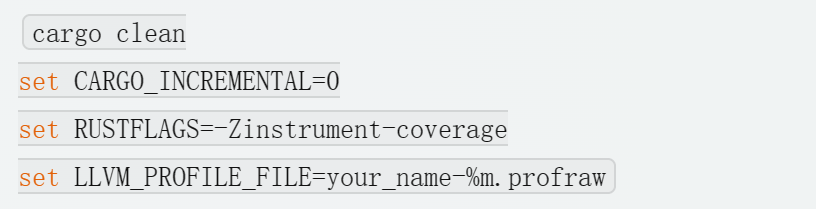 cargo clean
set CARGO_INCREMENTAL=0
set RUSTFLAGS=-Zinstrument-coverage
set LLVM_PROFILE_FILE=your_name-%m.profraw